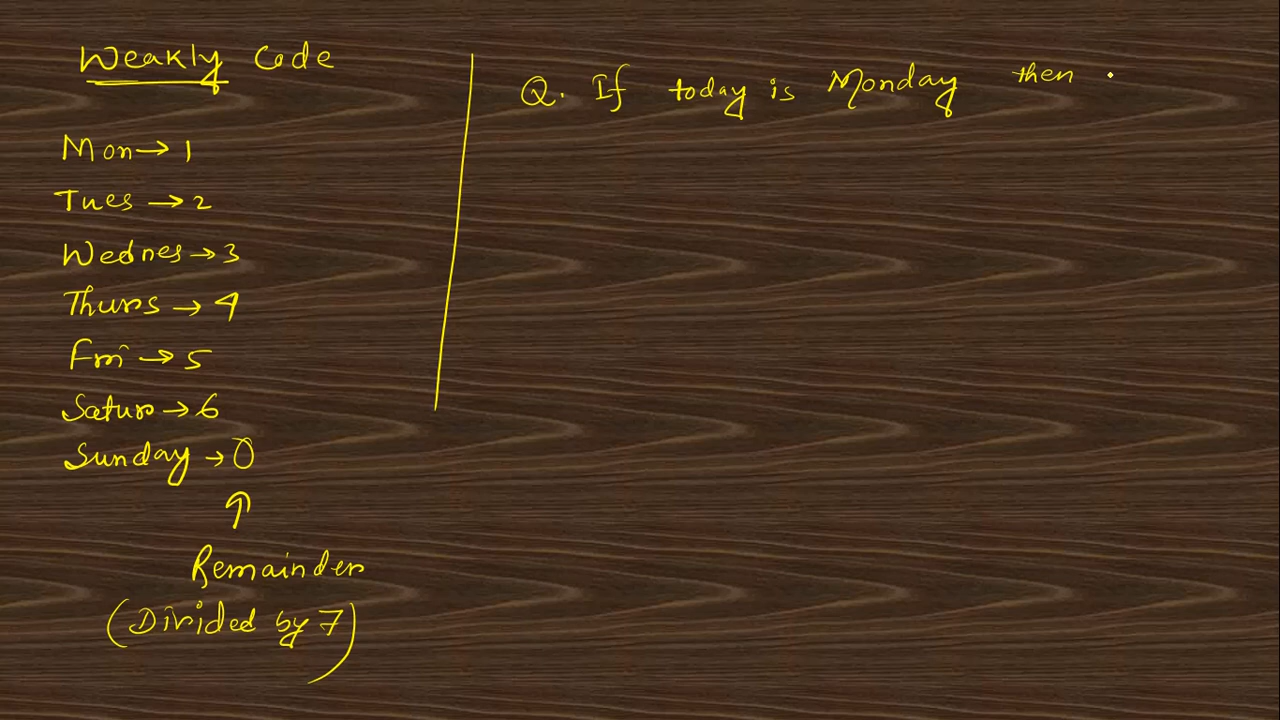 Weakly Code
Mon → 1
Tues → 2
Wednes → 3
Thurs → 4
Fri → 5
Satur → 6
Sunday → 0
↑
Remainder
(Divided by 7)
Q. If today is Monday then